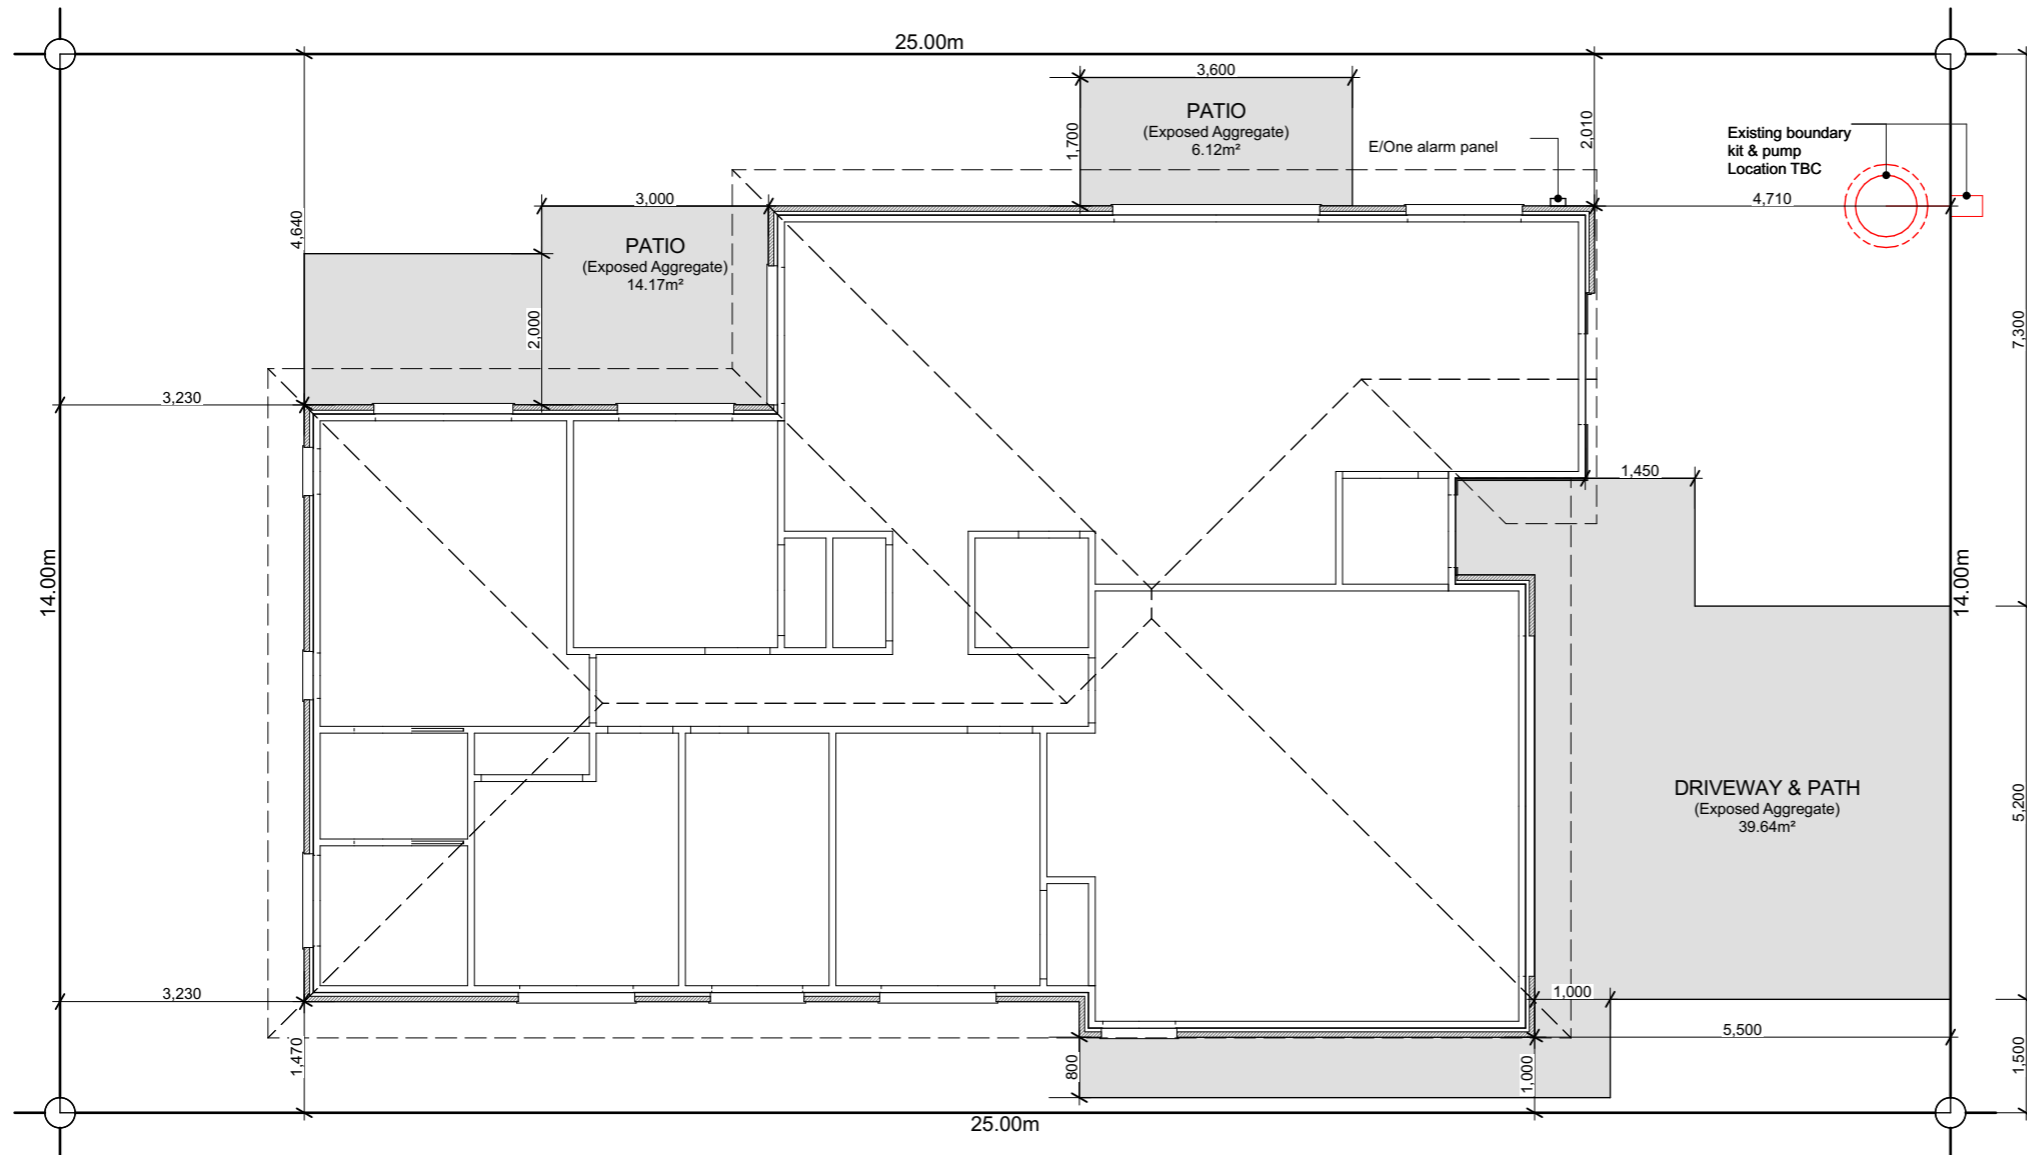 25.00m
3,600
PATIO
(Exposed Aggregate)
6.12m²
1,700
E/One alarm panel
2,010
Existing boundary
kit & pump
Location TBC
4,710
3,000
4,640
PATIO
(Exposed Aggregate)
14.17m²
2,000
7,300
3,230
1,450
14.00m
14.00m
DRIVEWAY & PATH
(Exposed Aggregate)
39.64m²
5,200
3,230
1,000
5,500
1,470
800
1,000
1,500
25.00m